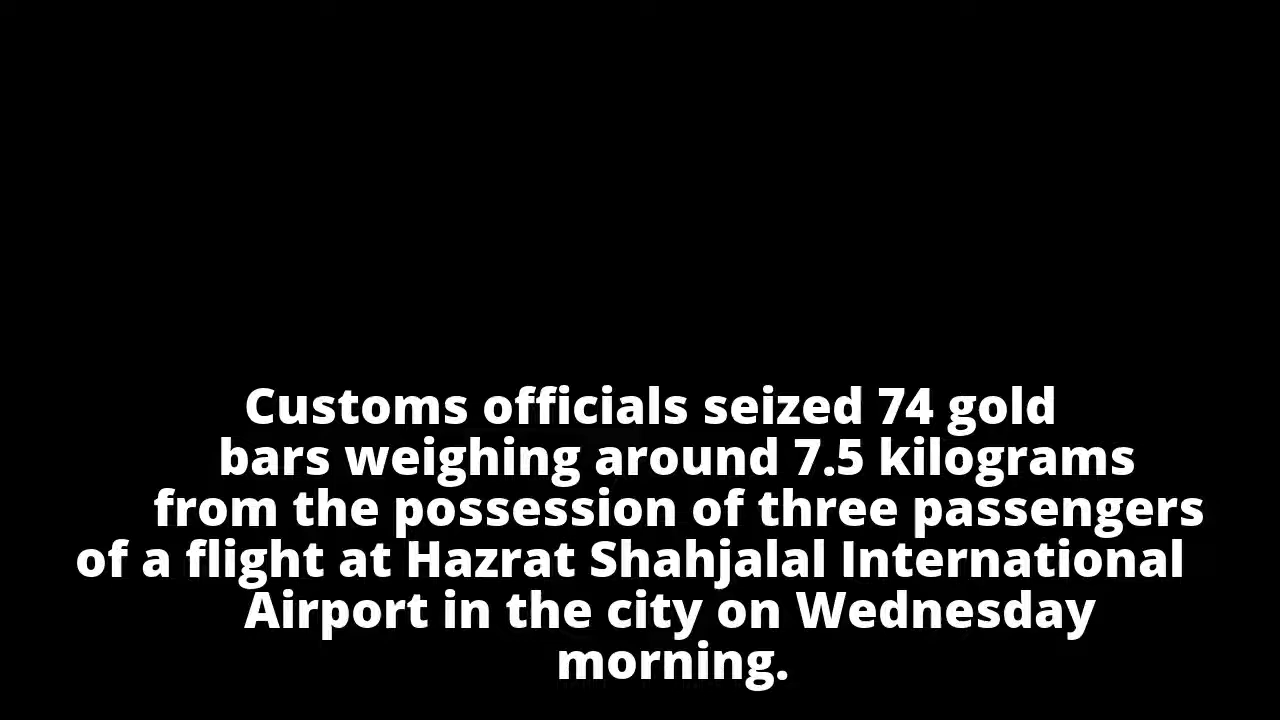 Customs officials seized 74 gold
bars weighing around 7.5 kilograms
from the possession of three passengers
of a flight at Hazrat Shahjalal International
Airport in the city on Wednesday
morning.